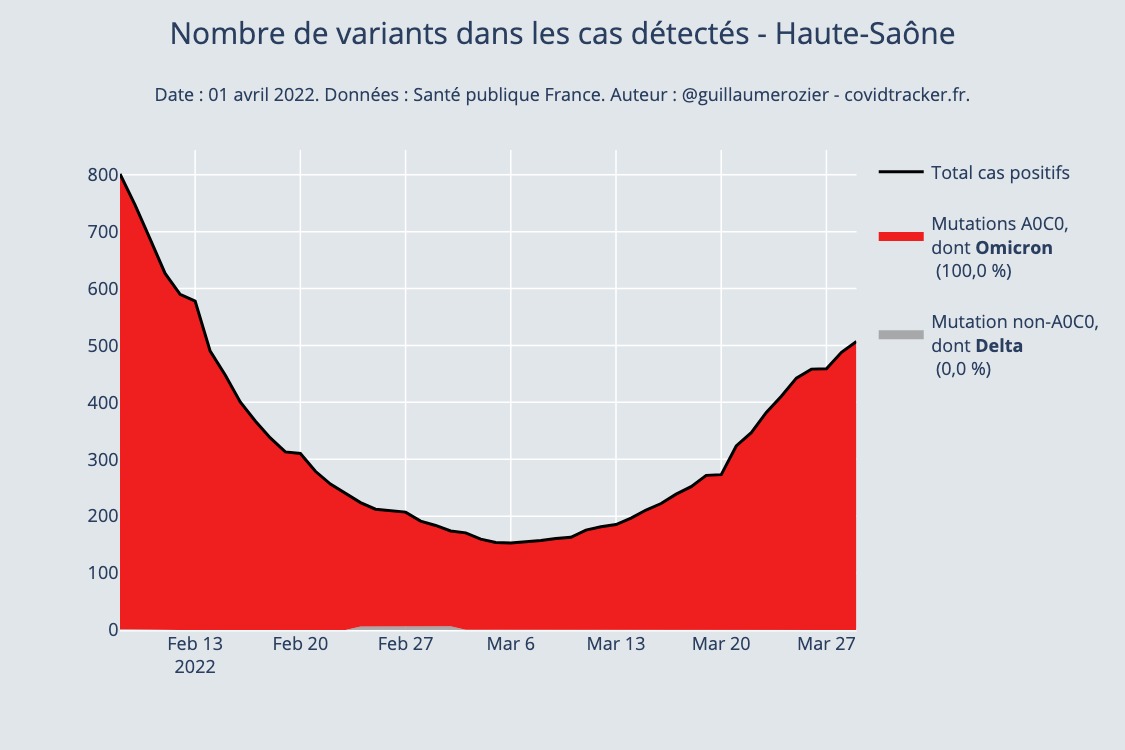 Nombre de variants dans les cas détectés - Haute-Saône
Date : 01 avril 2022. Données : Santé publique France. Auteur : @guillaumerozier - covidtracker.fr.
800
700
600
500
400
300
200
100
0
Feb 13
2022
Feb 20
Feb 27
Mar 6
Mar 13
Mar 20
Mar 27
Total cas positifs
Mutations A0C0,
dont Omicron
(100,0 %)
Mutation non-A0C0,
dont Delta
(0,0 %)